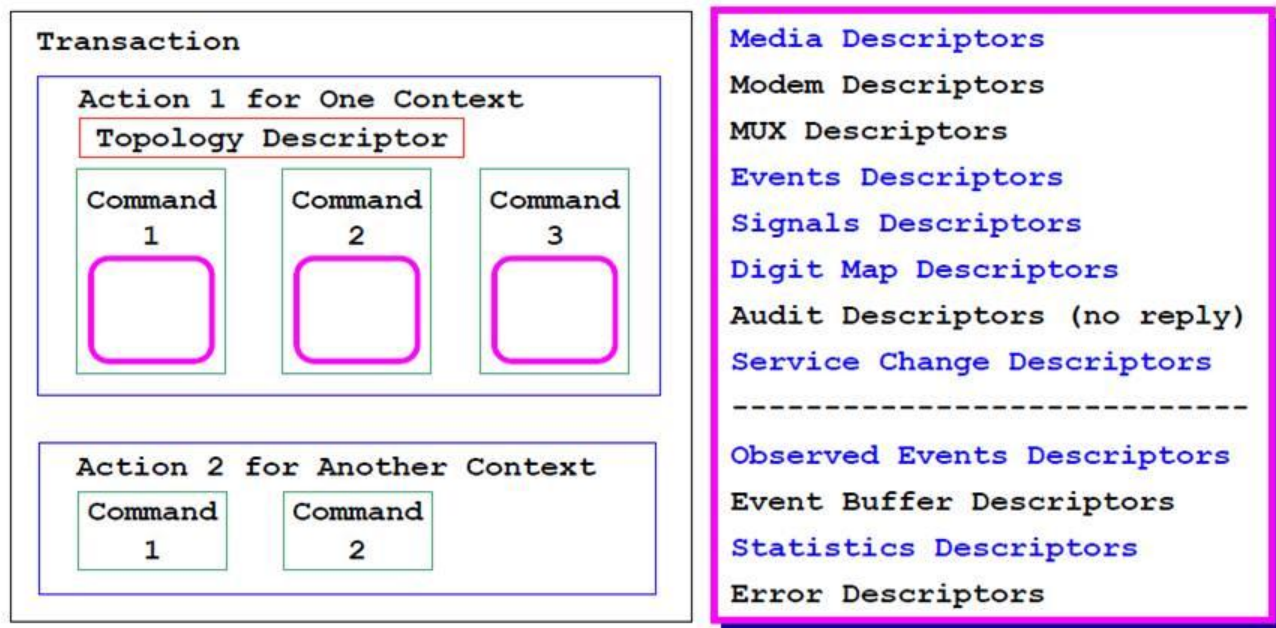 Transaction
Action 1 for One Context
Topology Descriptor
Command Command Command
1 2 3
Action 2 for Another Context
Command Command
1 2
Media Descriptors
Modem Descriptors
MUX Descriptors
Events Descriptors
Signals Descriptors
Digit Map Descriptors
Audit Descriptors (no reply)
Service Change Descriptors
----------------------------
Observed Events Descriptors
Event Buffer Descriptors
Statistics Descriptors
Error Descriptors